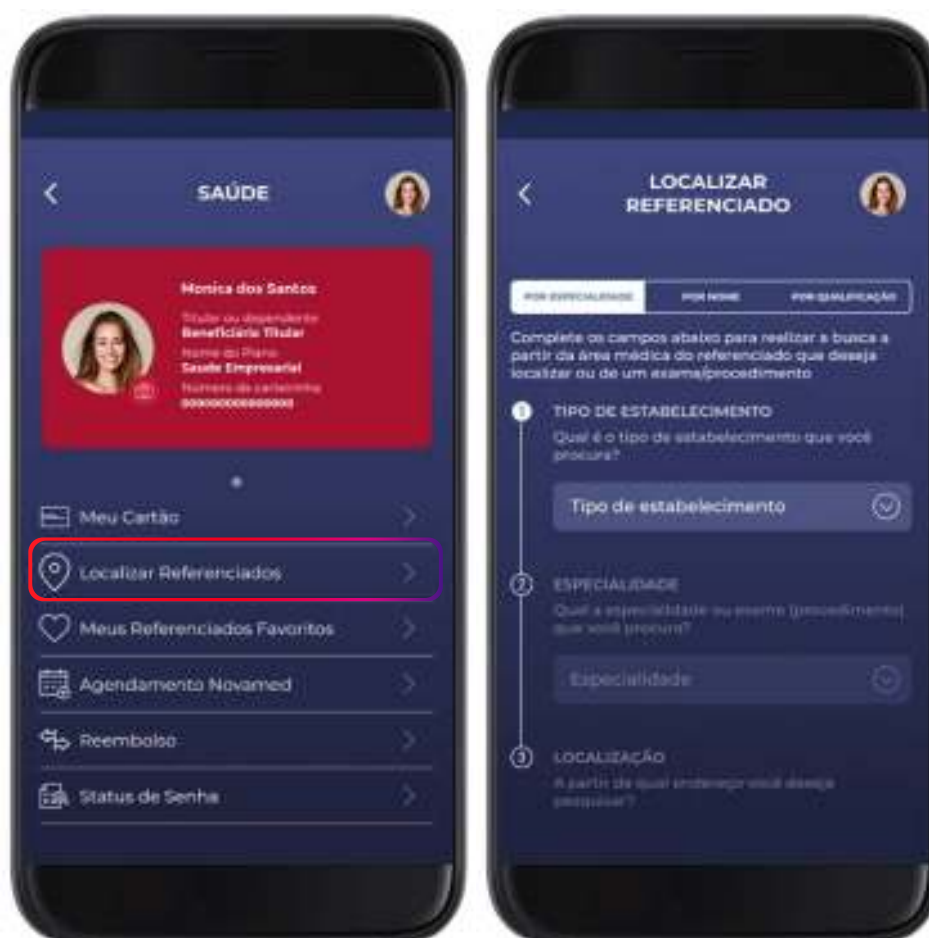 SAÚDE
Monica dos Santos
Titular ou dependente
Beneficiária Titular
Nome do Plano
Saude Empresarial
Número da carteirinha
Meu Cartão
Localizar Referenciados
Meus Referenciados Favoritos
Agendamento Novamed
Reembolso
Status de Senha
LOCALIZAR
REFERENCIADO
POR ESPECIALIDADE POR NOME POR QUALIFICAÇÃO
Complete os campos abaixo para realizar a busca a
partir da área médica do referenciado que deseja
localizar ou de um exame/procedimento
1 TIPO DE ESTABELECIMENTO
Qual é o tipo de estabelecimento que você
procura?
Tipo de estabelecimento
2 ESPECIALIDADE
Qual a especialidade ou exame (procedimento)
que você procura?
Especialidade
3 LOCALIZAÇÃO
A partir de qual endereço você deseja
pesquisar?